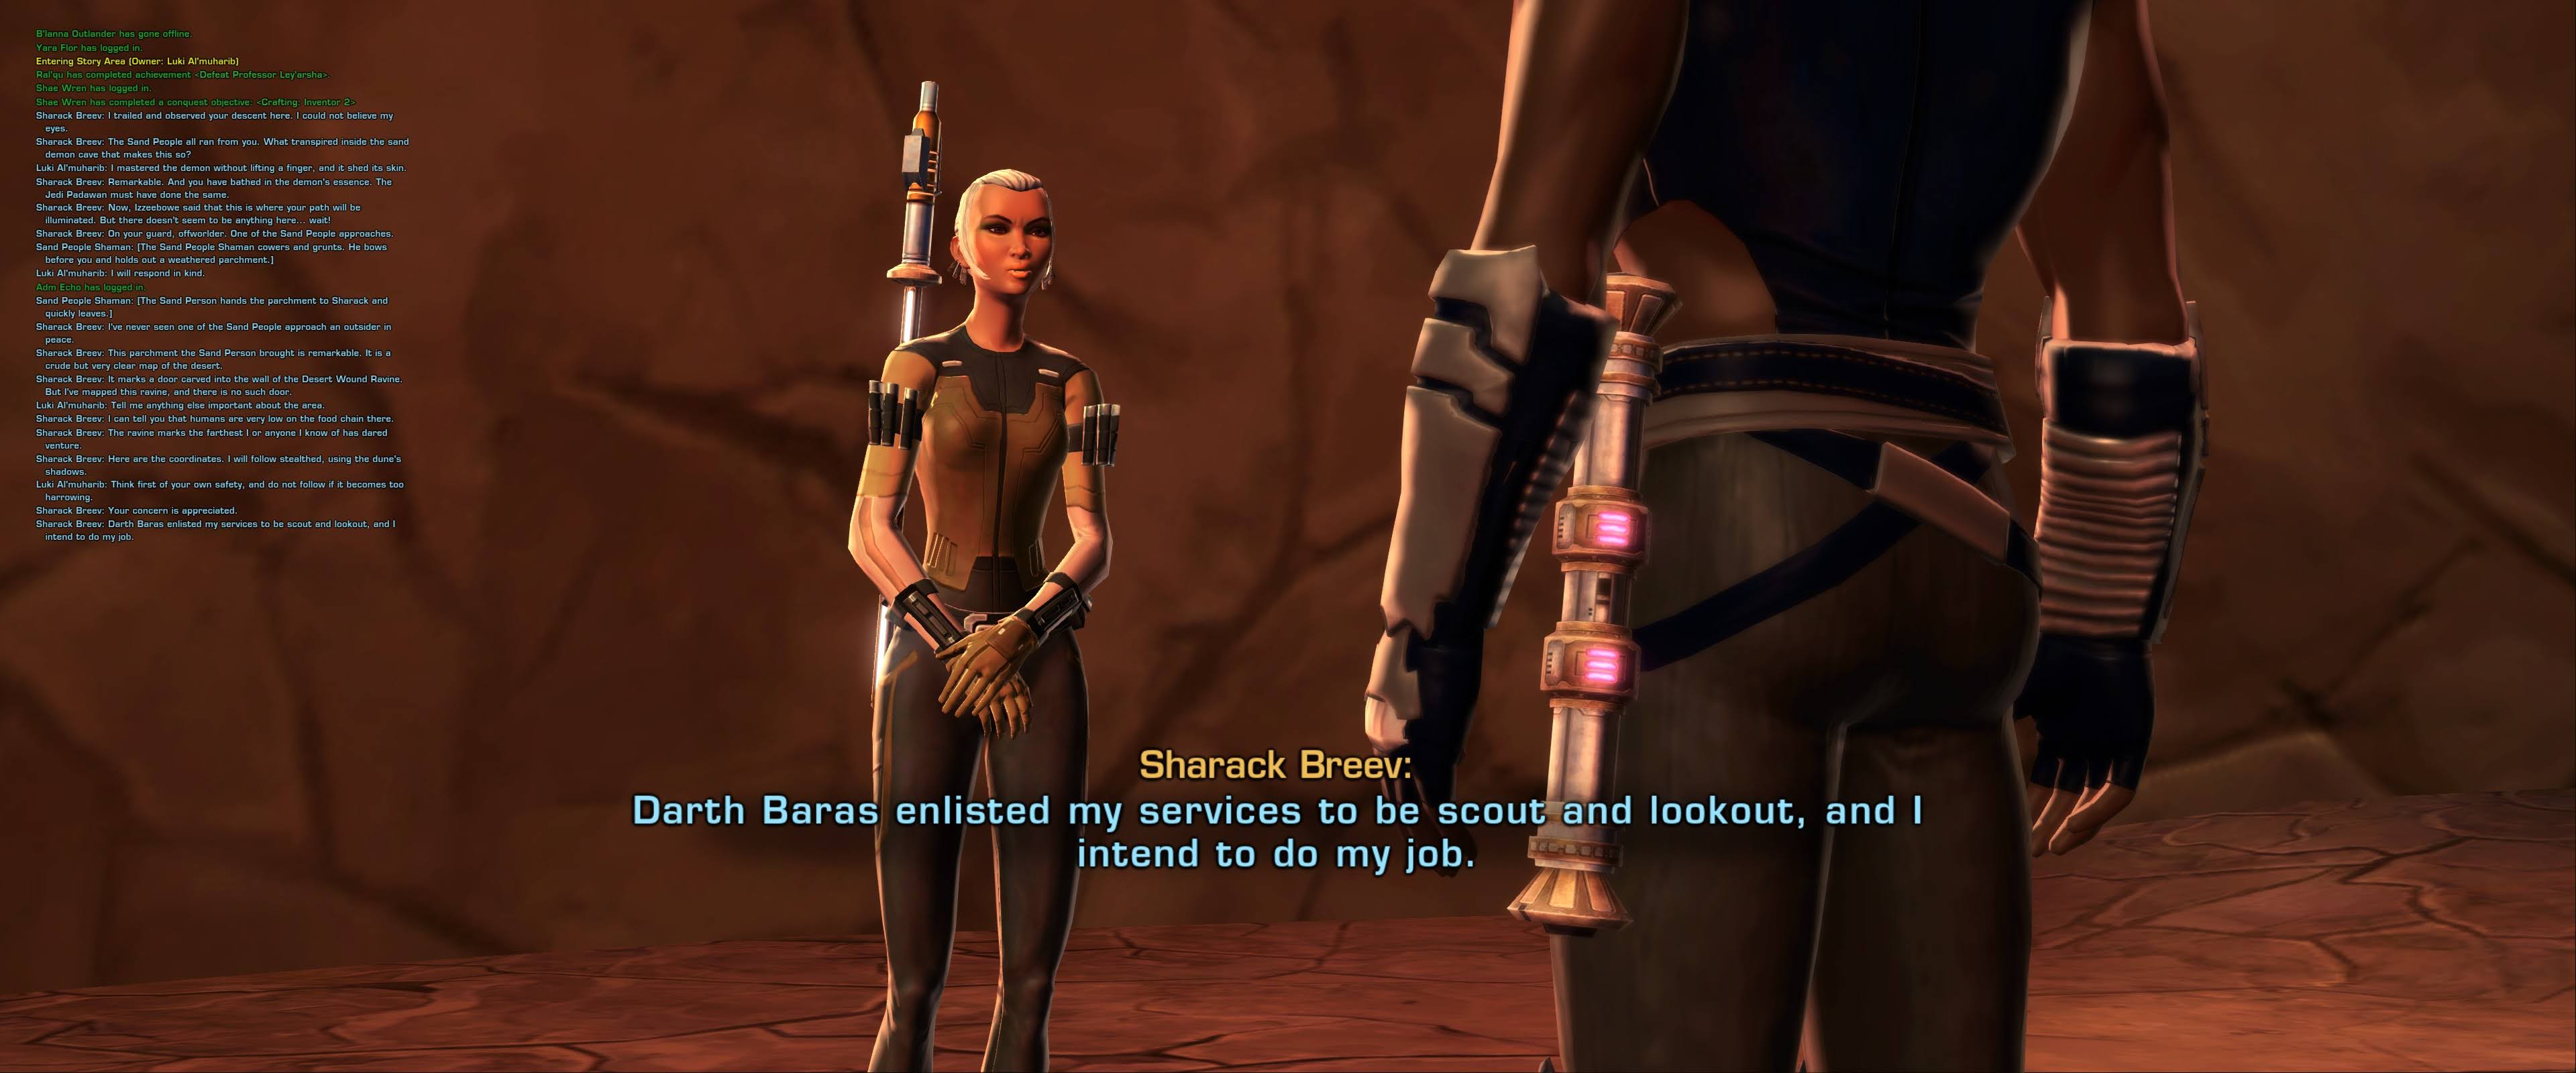 B'lanna Outlander has gone offline.
Yara Flor has logged in.
Entering Story Area (Owner: Luki Al'muharib)
Ral'qu has completed achievement <Defeat Professor Ley'arsha>
Shae Wren has logged in.
Shae Wren has completed a conquest objective. <Crafting: Inventor 2>
Sharack Breev: I trailed and observed your descent here. I could not believe my
eyes.
Sharack Breev: The Sand People all ran from you. What transpired inside the sand
demon cave that makes this so?
Luki Al'muharib: I mastered the demon without lifting a finger, and it shed its skin.
Sharack Breev: Remarkable. And you have bathed in the demon's essence. The
Jedi Padawan must have done the same.
Sharack Breev: Now, Izzeebowe said that this is where your path will be
illuminated. But there doesn't seem to be anything here... wait!
Sharack Breev: On your guard, offworlder. One of the Sand People approaches.
Sand People Shaman: [The Sand People Shaman cowers and grunts. He bows
before you and holds out a weathered parchment.]
Luki Al'muharib: I will respond in kind.
Adm Echo has logged in.
Sand People Shaman: [The Sand Person hands the parchment to Sharack and
quickly leaves.]
Sharack Breev: I've never seen one of the Sand People approach an outsider in
peace.
Sharack Breev: This parchment the Sand Person brought is remarkable. It is a
crude but very clear map of the desert.
Sharack Breev: It marks a door carved into the wall of the Desert Wound Ravine.
But I've mapped this ravine, and there is no such door.
Luki Al'muharib: Tell me anything else important about the area.
Sharack Breev: I can tell you that humans are very low on the food chain there.
Sharack Breev: The ravine marks the farthest I or anyone I know of has dared
venture.
Sharack Breev: Here are the coordinates. I will follow stealthed, using the dune's
shadows.
Luki Al'muharib: Think first of your own safety, and do not follow if it becomes too
harrowing.
Sharack Breev: Your concern is appreciated.
Sharack Breev: Darth Baras enlisted my services to be scout and lookout, and I
intend to do my job.
Sharack Breev:
Darth Baras enlisted my services to be scout and lookout, and I
intend to do my job.